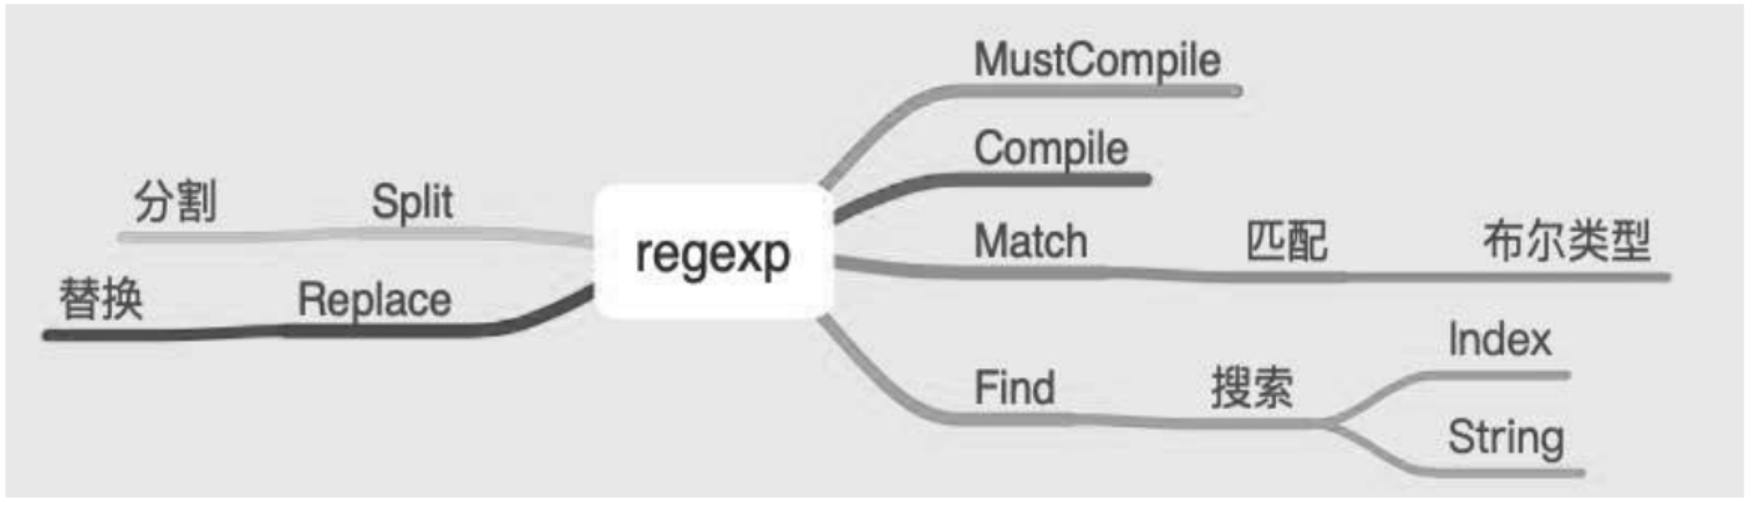 MustCompile
Compile
分割 Split
regexp
Match 匹配 布尔类型
替换 Replace
Index
Find 搜索
String